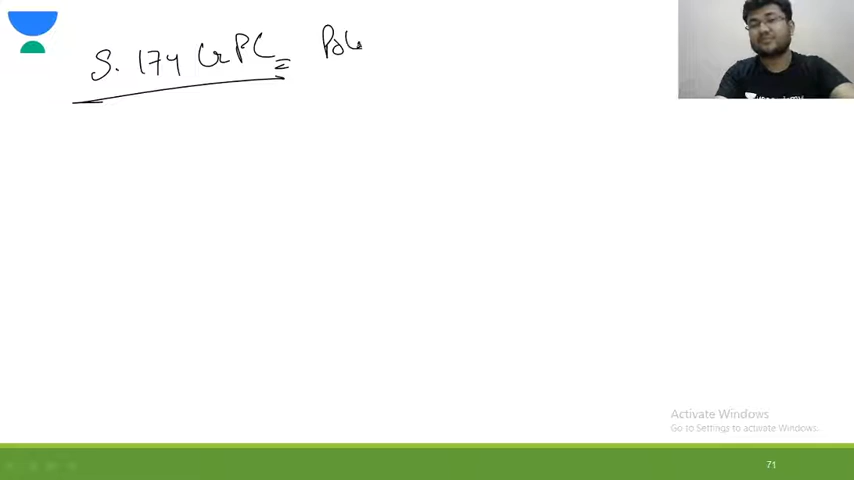 S. 174 CrPC Pol
Activate Windows
Go to Settings to activate Windows.
71